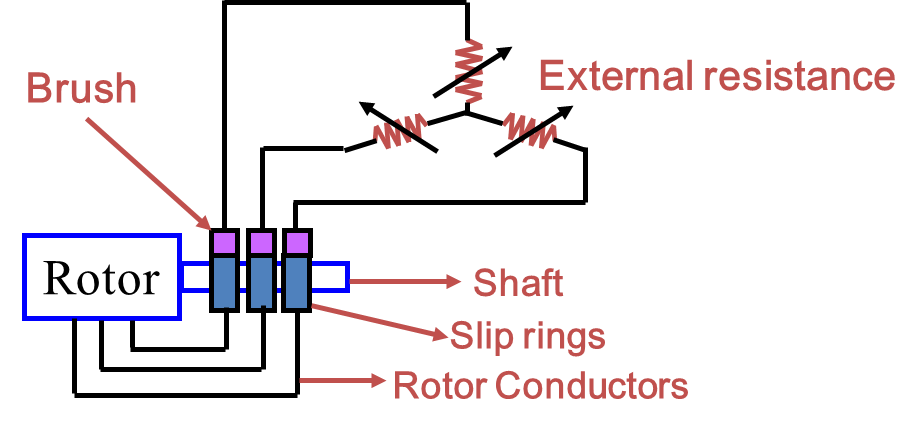 Brush
External resistance
Rotor
Shaft
Slip rings
Rotor Conductors